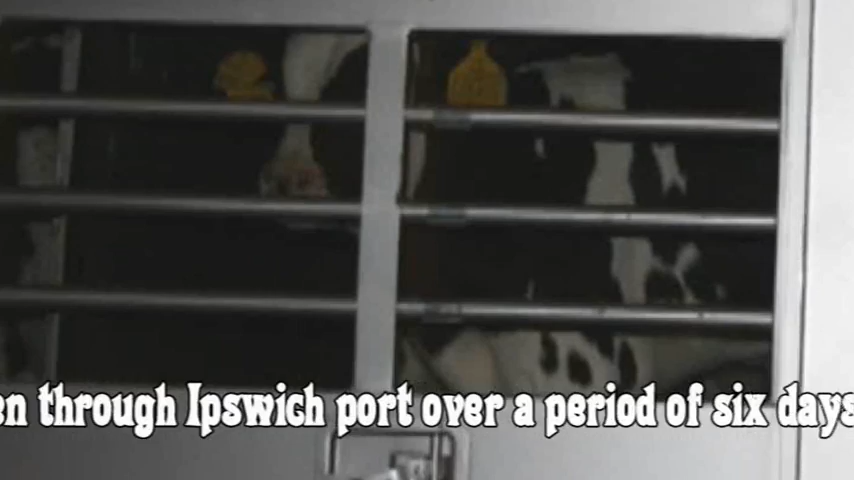 through Ipswich port over a period of six days